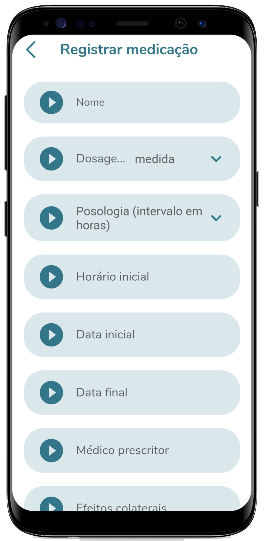 Registrar medicação
Nome
Dosage... medida
Posologia (intervalo em
horas)
Horário inicial
Data inicial
Data final
Médico prescritor
Efeitos colaterais